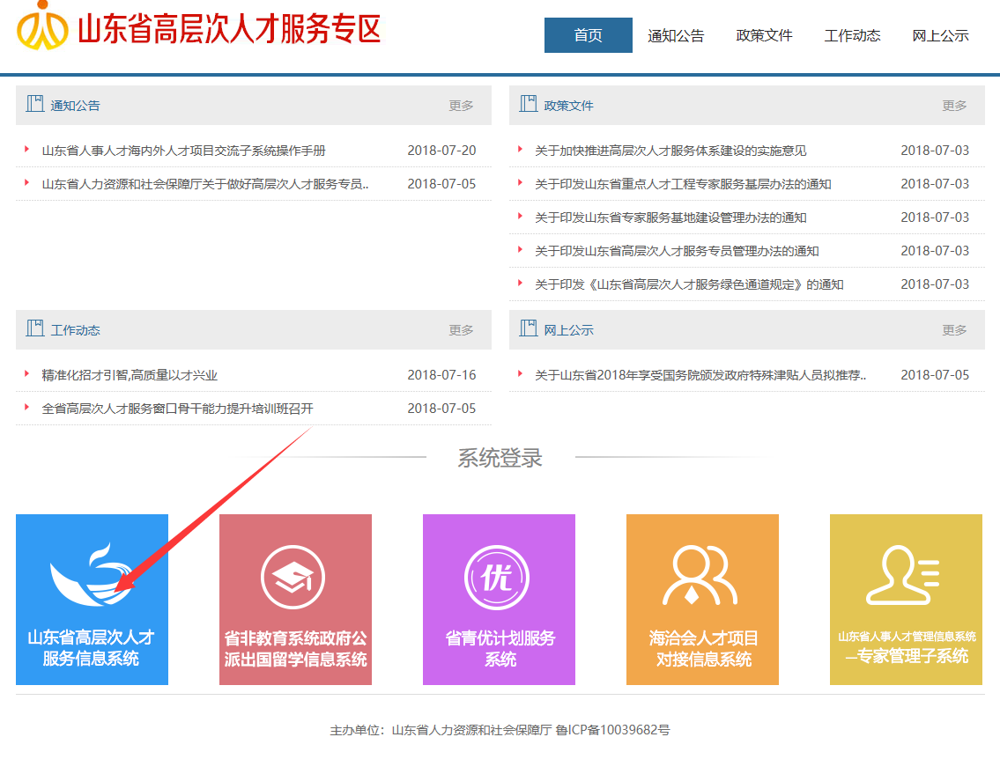 山东省高层次人才服务专区
首页 通知公告 政策文件 工作动态 网上公示
通知公告 更多
山东省人事人才海内外人才项目交流子系统操作手册 2018-07-20
山东省人力资源和社会保障厅关于做好高层次人才服务专员.. 2018-07-05
政策文件 更多
关于加快推进高层次人才服务体系建设的实施意见 2018-07-03
关于印发山东省重点人才工程专家服务基层办法的通知 2018-07-03
关于印发山东省专家服务基地建设管理办法的通知 2018-07-03
关于印发山东省高层次人才服务专员管理办法的通知 2018-07-03
关于印发《山东省高层次人才服务绿色通道规定》的通知 2018-07-03
工作动态 更多
精准化招才引智,高质量以才兴业 2018-07-16
全省高层次人才服务窗口骨干能力提升培训班召开 2018-07-05
网上公示 更多
关于山东省2018年享受国务院颁发政府特殊津贴人员拟推荐.. 2018-07-05
系统登录
山东省高层次人才
服务信息系统
省非教育系统政府公
派出国留学信息系统
优
省青优计划服务
系统
海洽会人才项目
对接信息系统
山东省人事人才管理信息系统
—专家管理子系统
主办单位：山东省人力资源和社会保障厅 鲁ICP备10039682号